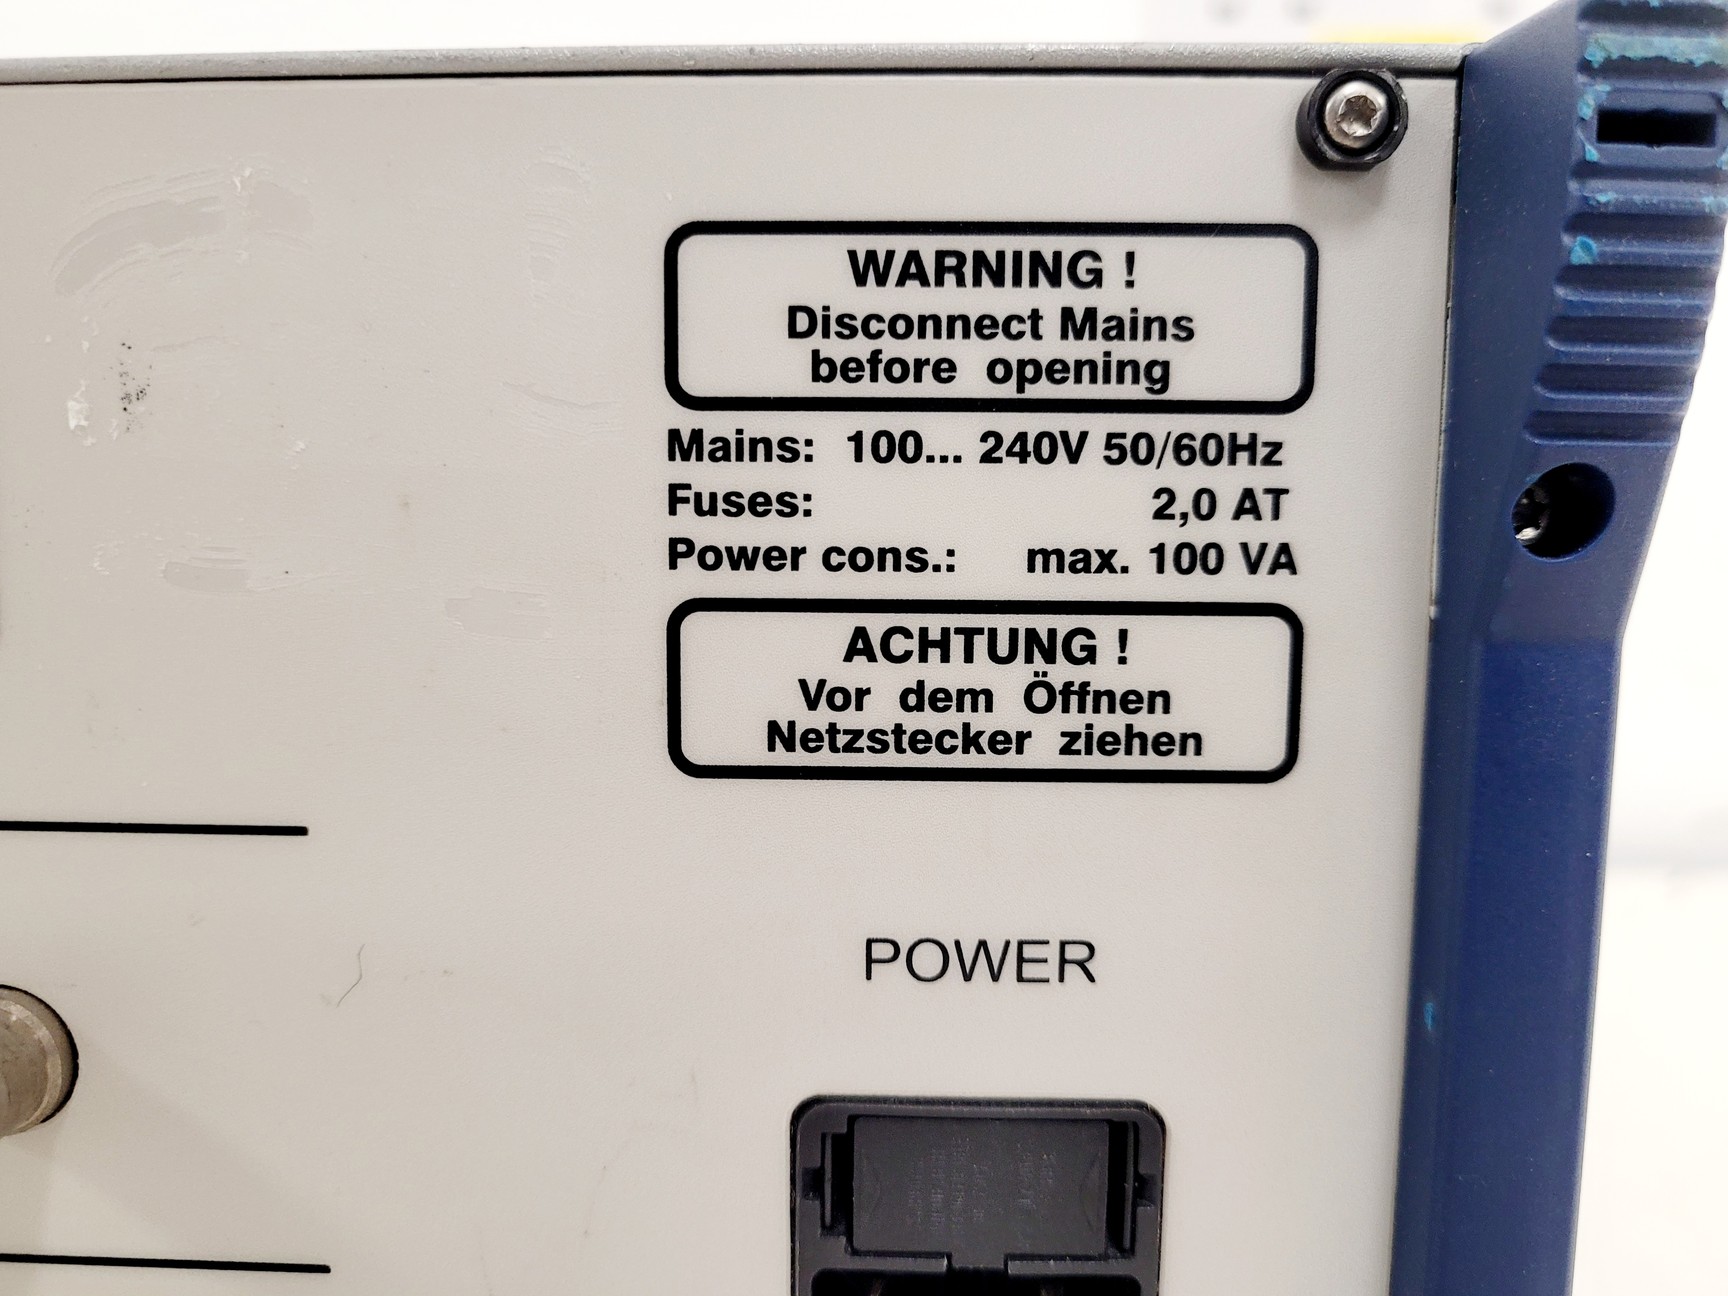 WARNING !
Disconnect Mains
before opening
Mains: 100... 240V 50/60Hz
Fuses: 2,0 AT
Power cons.: max. 100 VA
ACHTUNG !
Vor dem Öffnen
Netzstecker ziehen
POWER